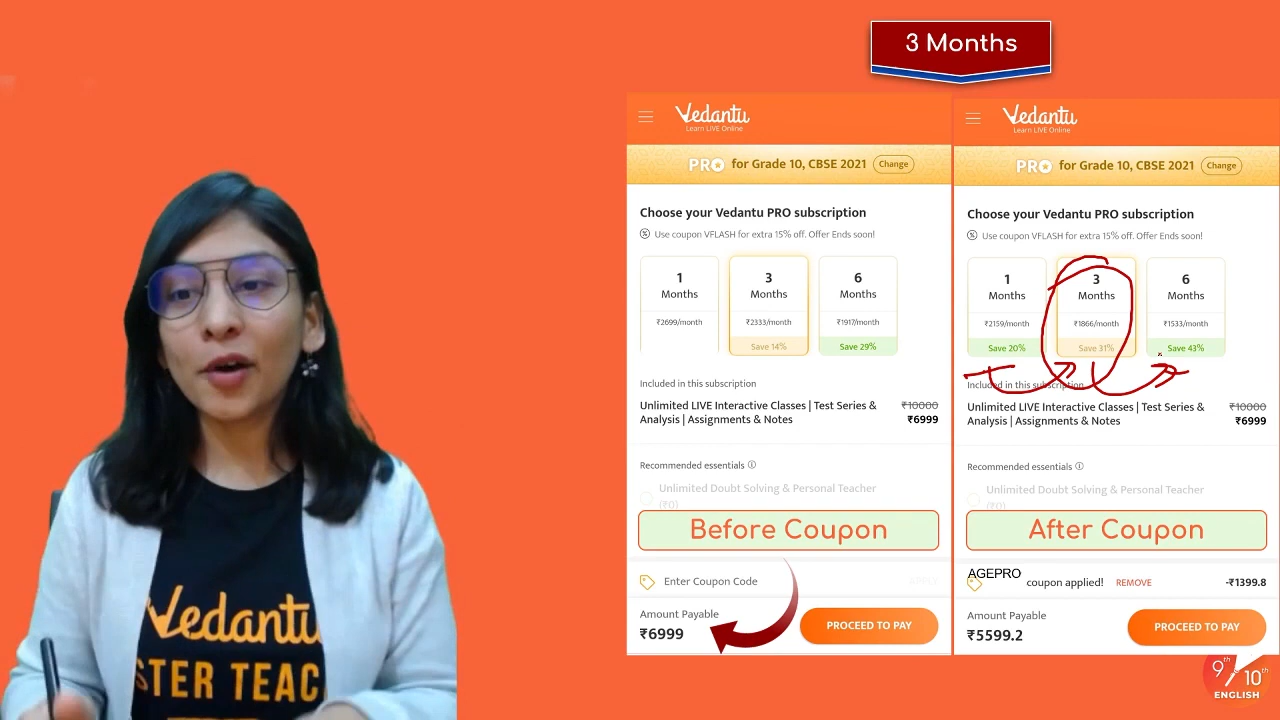 3 Months
Vedantu
Learn LIVE Online
PRO for Grade 10, CBSE 2021 Change
Choose your Vedantu PRO subscription
Use coupon VFLASH for extra 15% off. Offer Ends soon!
1 3 6
Months Months Months
₹2699/month ₹2333/month ₹1917/month
Save 14% Save 29%
Included in this subscription
Unlimited LIVE Interactive Classes | Test Series & ₹10000
Analysis | Assignments & Notes ₹6999
Recommended essentials
Unlimited Doubt Solving & Personal Teacher
(₹0)
Before Coupon
Enter Coupon Code APPLY
Amount Payable
₹6999
PROCEED TO PAY
Vedantu
Learn LIVE Online
PRO for Grade 10, CBSE 2021 Change
Choose your Vedantu PRO subscription
Use coupon VFLASH for extra 15% off. Offer Ends soon!
1 3 6
Months Months Months
₹2159/month ₹1866/month ₹1533/month
Save 20% Save 31% Save 43%
Included in this subscription
Unlimited LIVE Interactive Classes | Test Series & ₹10000
Analysis | Assignments & Notes ₹6999
Recommended essentials
Unlimited Doubt Solving & Personal Teacher
(₹0)
After Coupon
AGEPRO
coupon applied! REMOVE -₹1399.8
Amount Payable
₹5599.2
PROCEED TO PAY
Vedantu
STER TEAC
9th 10th
ENGLISH